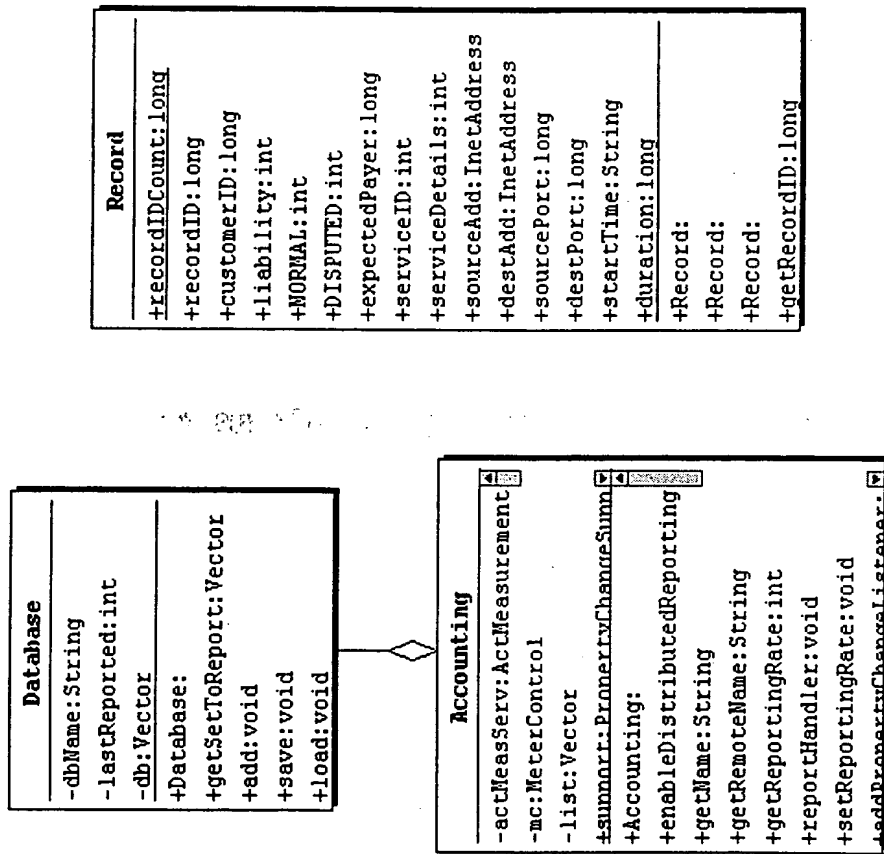 Record
+recordIDCount:long
+recordID:long
+customerID:long
+liability:int
+NORMAL:int
+DISPUTED:int
+expectedPayer:long
+serviceID:int
+serviceDetails:int
+sourceAdd:InetAddress
+destAdd:InetAddress
+sourcePort:long
+destPort:long
+startTime:String
+duration:long
+Record:
+Record:
+Record:
+getRecordID:long
Database
-dbName:String
-lastReported:int
-db:Vector
+Database:
+getSetToReport:Vector
+add:void
+save:void
+load:void
Accounting
-actMeasServ:ActMeasurement
-mc:MeterControl
-list:Vector
+support:PropertyChangeSupp
+Accounting:
+enableDistributedReporting
+getName:String
+getRemoteName:String
+getReportingRate:int
+reportHandler:void
+setReportingRate:void
+addPropertyChangeListener: